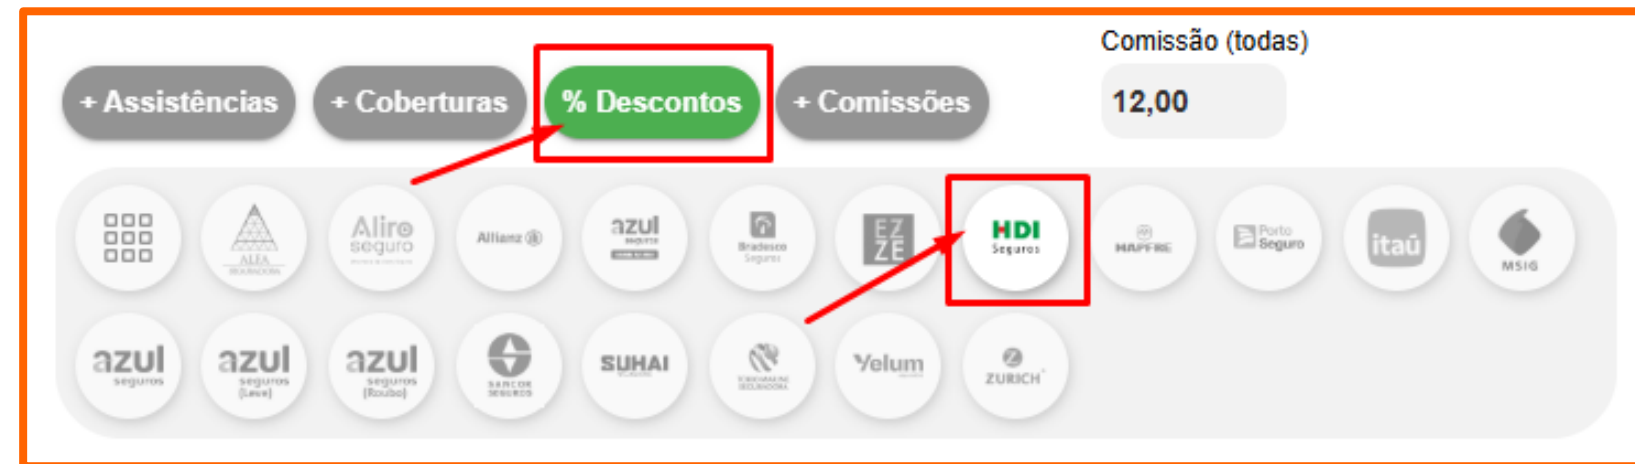 Comissão (todas)
+ Assistências
+ Coberturas
% Descontos
+ Comissões
12,00
ALFA
Aliro
seguro
Allianz
azul
Bradesco
Seguros
EZ
ZE
HDI
Seguros
MAPFRE
Porto
Seguro
itaú
MSIG
azul
seguros
azul
seguros
(Leve)
azul
seguros
(Roubo)
SANCOR
SEGUROS
SUHAI
Yelum
ZURICH